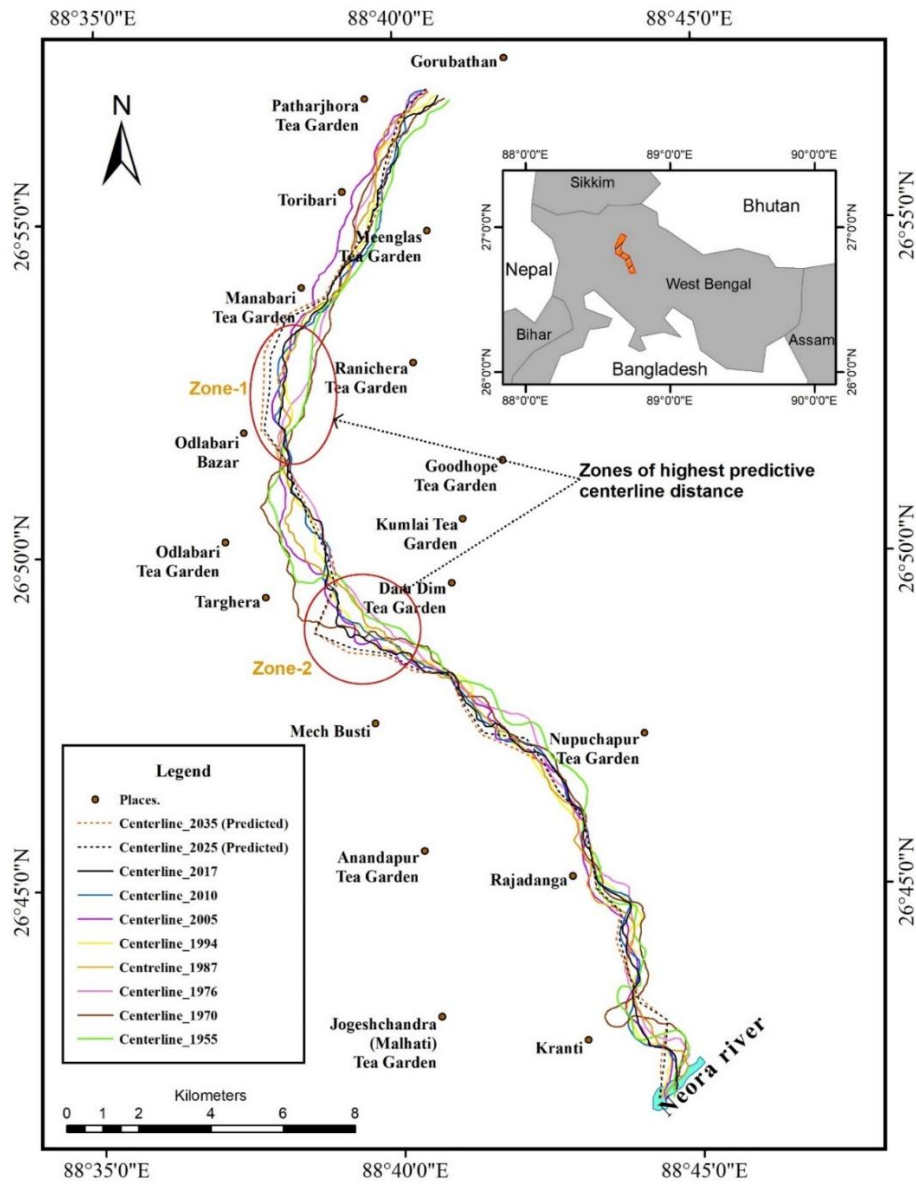 88°35'0"E
88°40'0"E
88°45'0"E
Gorubathan
N
Patharjhora
Tea Garden
Toribari
Meenglas
Tea Garden
Manabari
Tea Garden
Ranichera
Tea Garden
Zone-1
Odlabari
Bazar
Goodhope
Tea Garden
Zones of highest predictive
centerline distance
Kumlai Tea
Garden
Odlabari
Tea Garden
Dam Dim
Tea Garden
Targhera
Zone-2
Mech Busti
Nupuchapur
Tea Garden
Anandapur
Tea Garden
Rajadanga
Jogeshchandra
(Malhati)
Tea Garden
Kranti
Neora river
26°55'0"N
26°50'0"N
26°45'0"N
26°55'0"N
26°50'0"N
26°45'0"N
88°0'0"E
89°0'0"E
90°0'0"E
Sikkim
Bhutan
27°0'0"N
27°0'0"N
Nepal
West Bengal
Bihar
Assam
Bangladesh
26°0'0"N
26°0'0"N
88°0'0"E
89°0'0"E
90°0'0"E
Legend
Places.
Centerline_2035 (Predicted)
Centerline_2025 (Predicted)
Centerline_2017
Centerline_2010
Centerline_2005
Centerline_1994
Centreline_1987
Centerline_1976
Centerline_1970
Centerline_1955
Kilometers
0 1 2 4 6 8
88°35'0"E
88°40'0"E
88°45'0"E